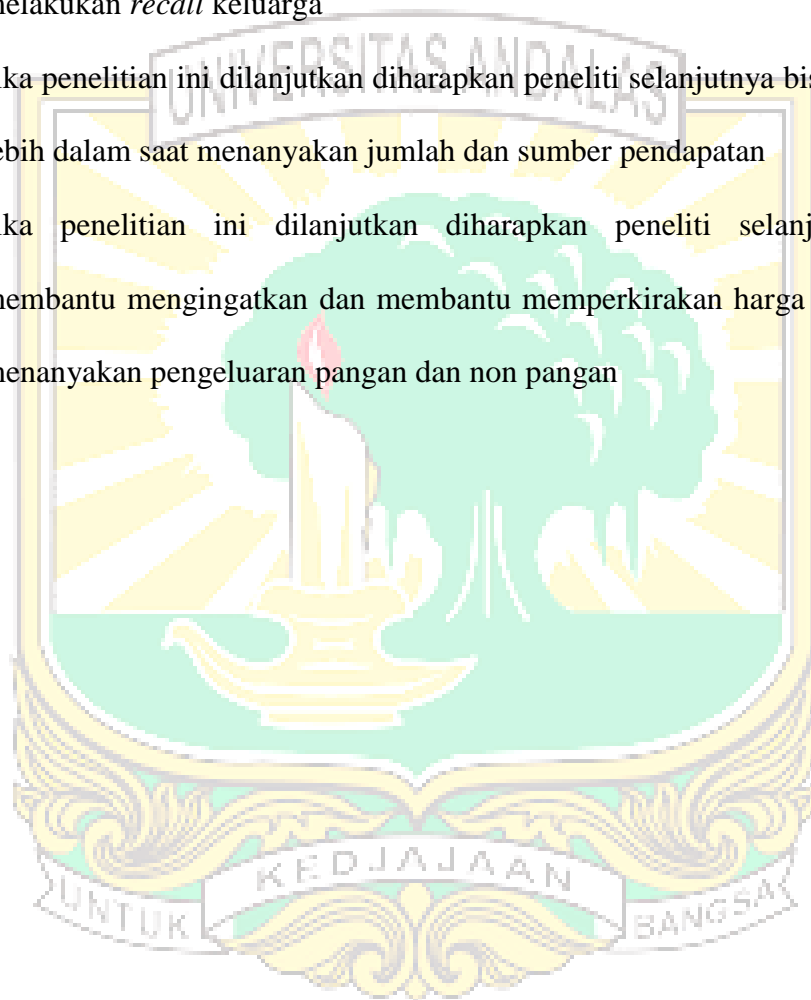 melakukan recall keluarga
UNIVERSITAS ANDALAS
ika penelitian ini dilanjutkan diharapkan peneliti selanjutnya bis
ebih dalam saat menanyakan jumlah dan sumber pendapatan
ika penelitian ini dilanjutkan diharapkan peneliti selanj
membantu mengingatkan dan membantu memperkirakan harga
menanyakan pengeluaran pangan dan non pangan
UNTUK KEDJAJAAN BANGSA